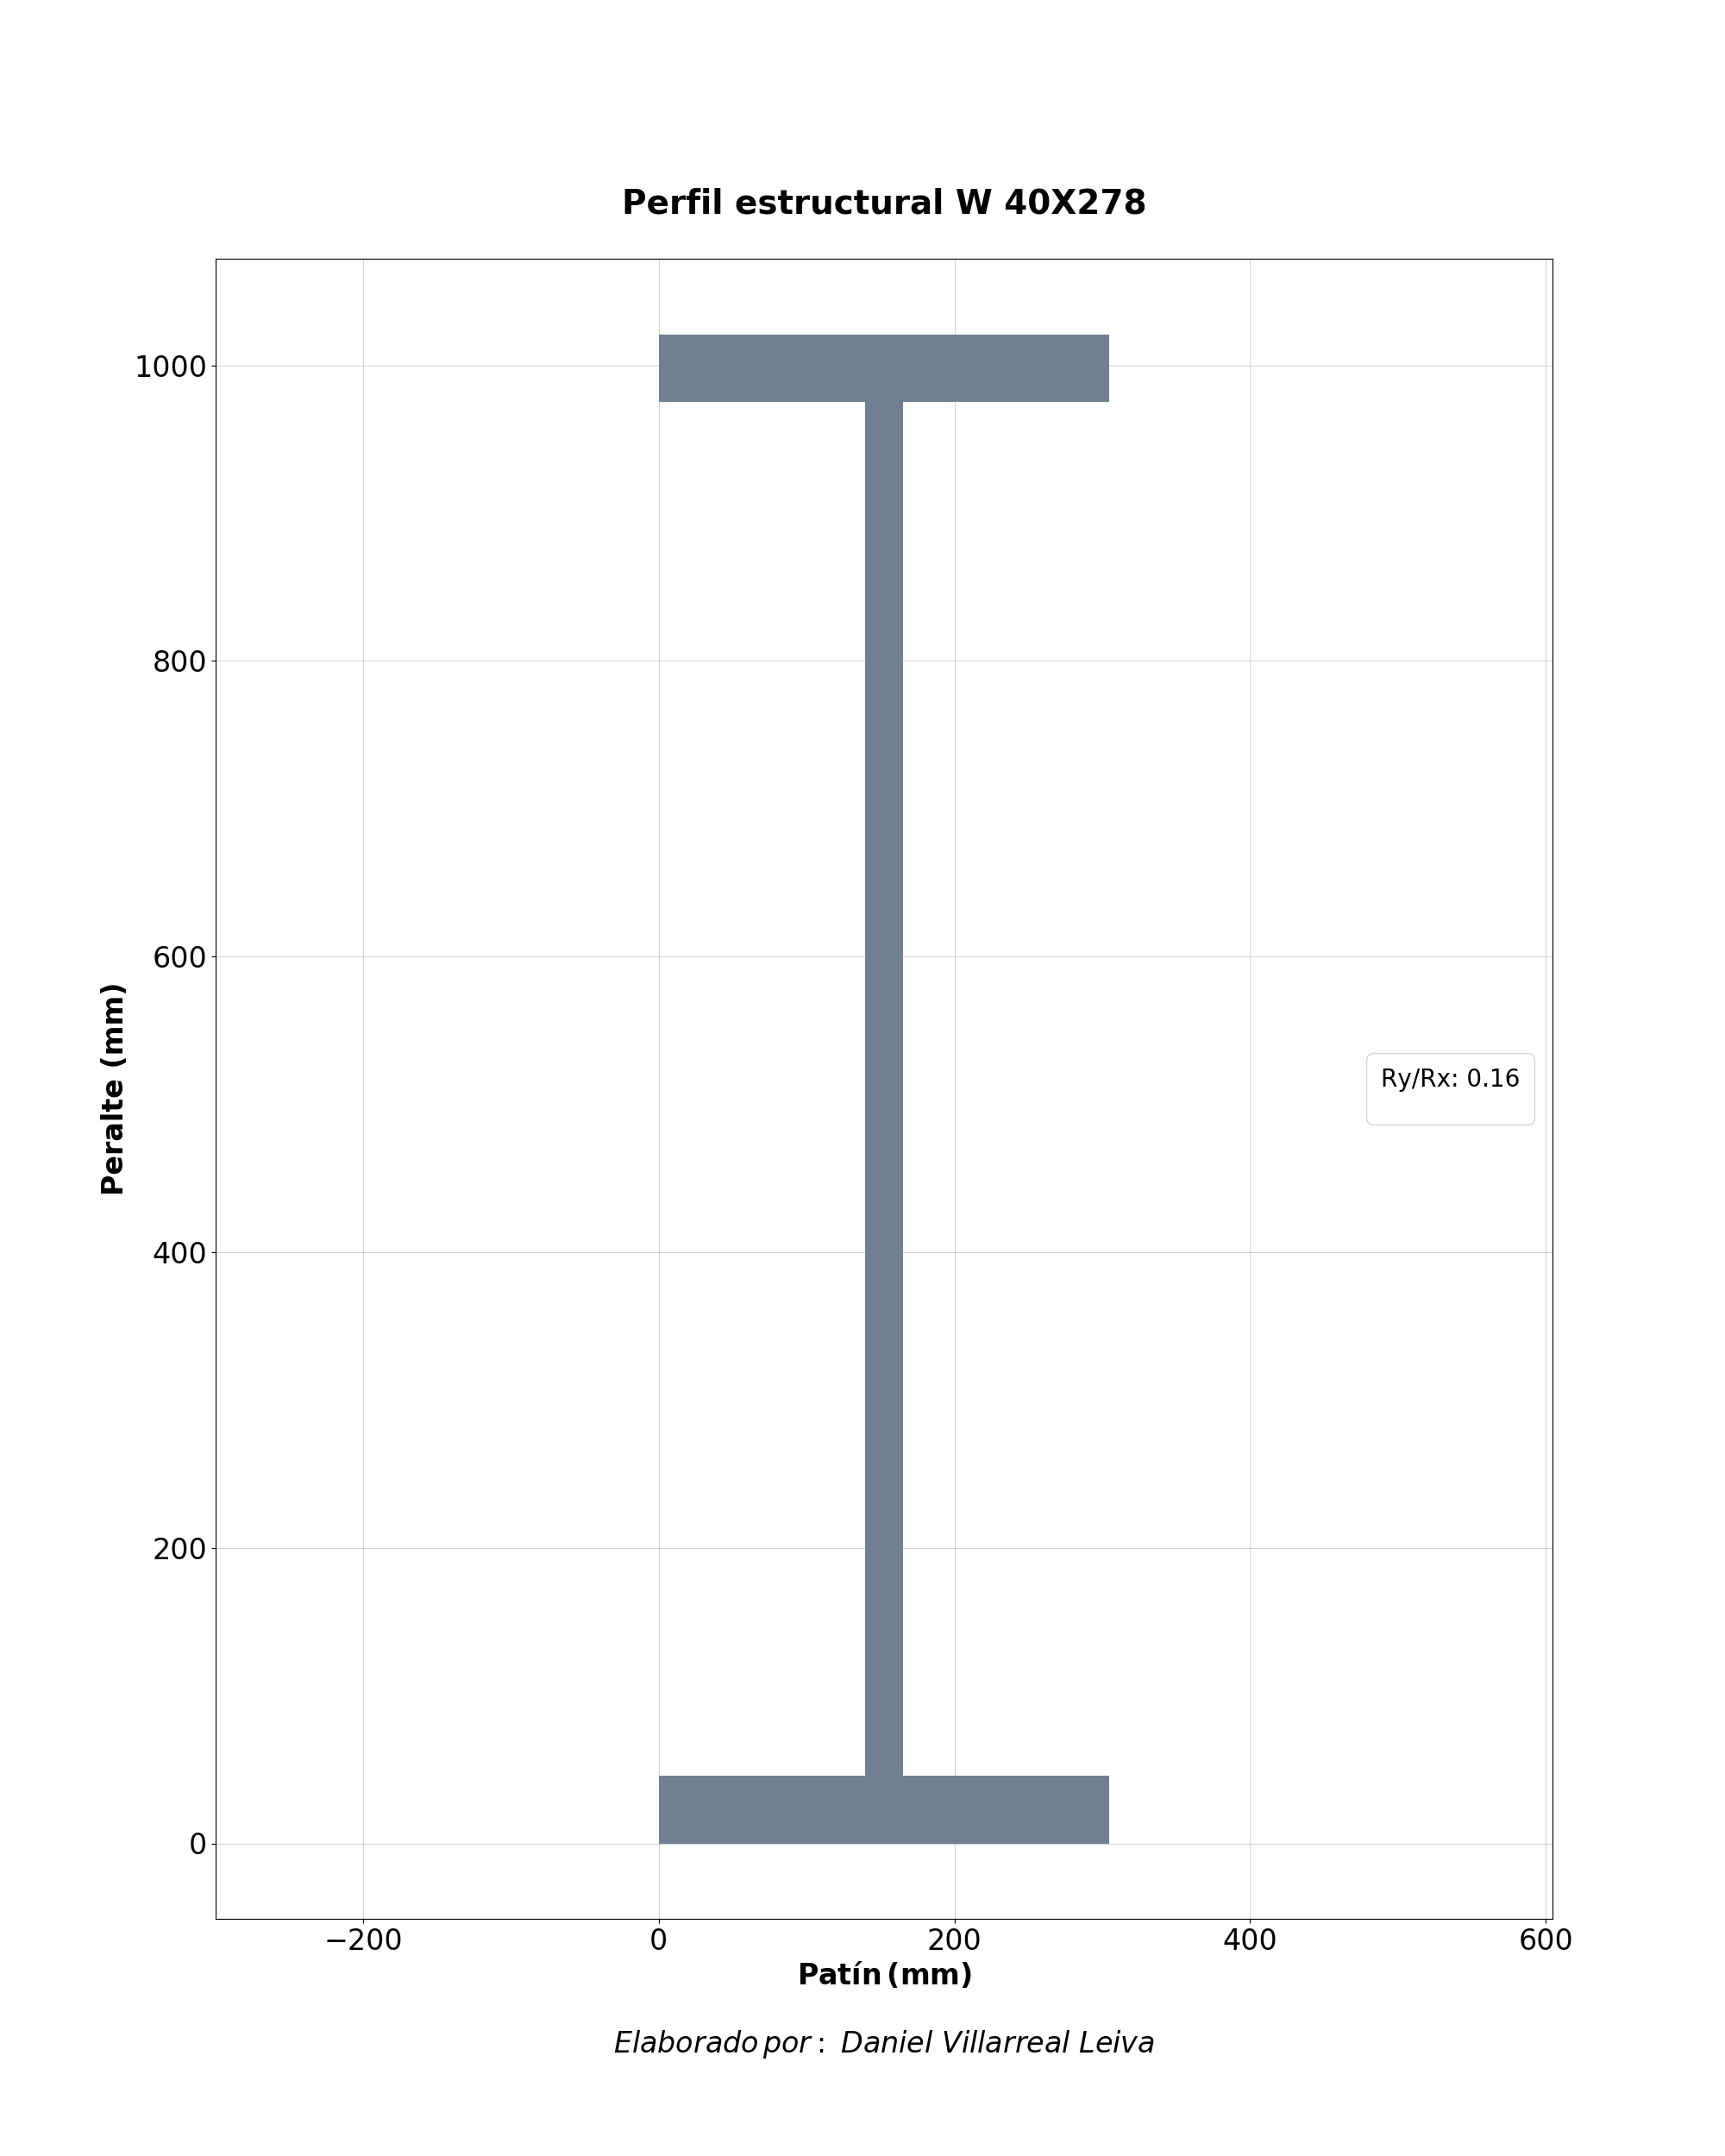 Perfil estructural W 40X278
1000
800
600
400
200
0
Peralte (mm)
Ry/Rx: 0.16
−200 0 200 400 600
Patín (mm)
Elaborado por: Daniel Villarreal Leiva